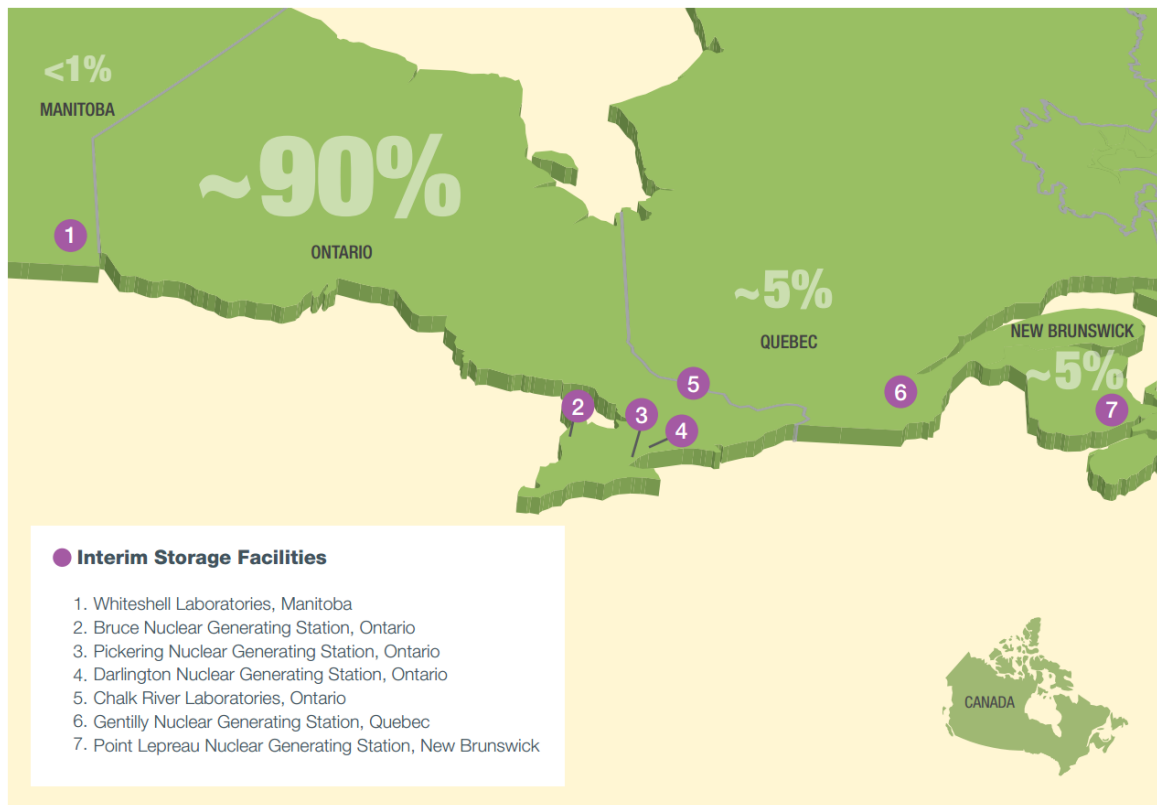 <1%
MANITOBA
~90%
ONTARIO
~5%
QUEBEC
NEW BRUNSWICK
~5%
1
2
3
4
5
6
7
Interim Storage Facilities
1. Whiteshell Laboratories, Manitoba
2. Bruce Nuclear Generating Station, Ontario
3. Pickering Nuclear Generating Station, Ontario
4. Darlington Nuclear Generating Station, Ontario
5. Chalk River Laboratories, Ontario
6. Gentilly Nuclear Generating Station, Quebec
7. Point Lepreau Nuclear Generating Station, New Brunswick
CANADA